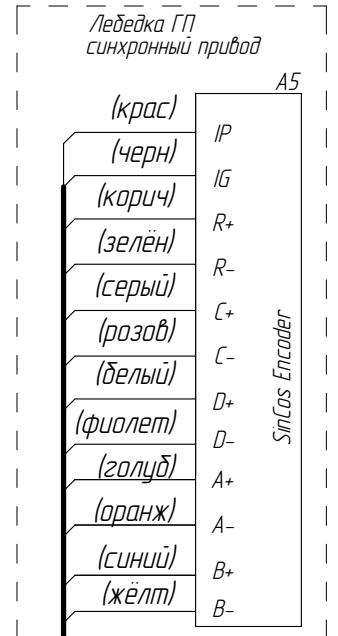 Лебедка ГП
синхронный привод
A5
(крас) IP
(черн) IG
(корич) R+
(зелён) R-
(серый) C+
(розов) C-
(белый) D+
(фиолет) D-
(голуб) A+
(оранж) A-
(синий) B+
(жёлт) B-
SinCos Encoder